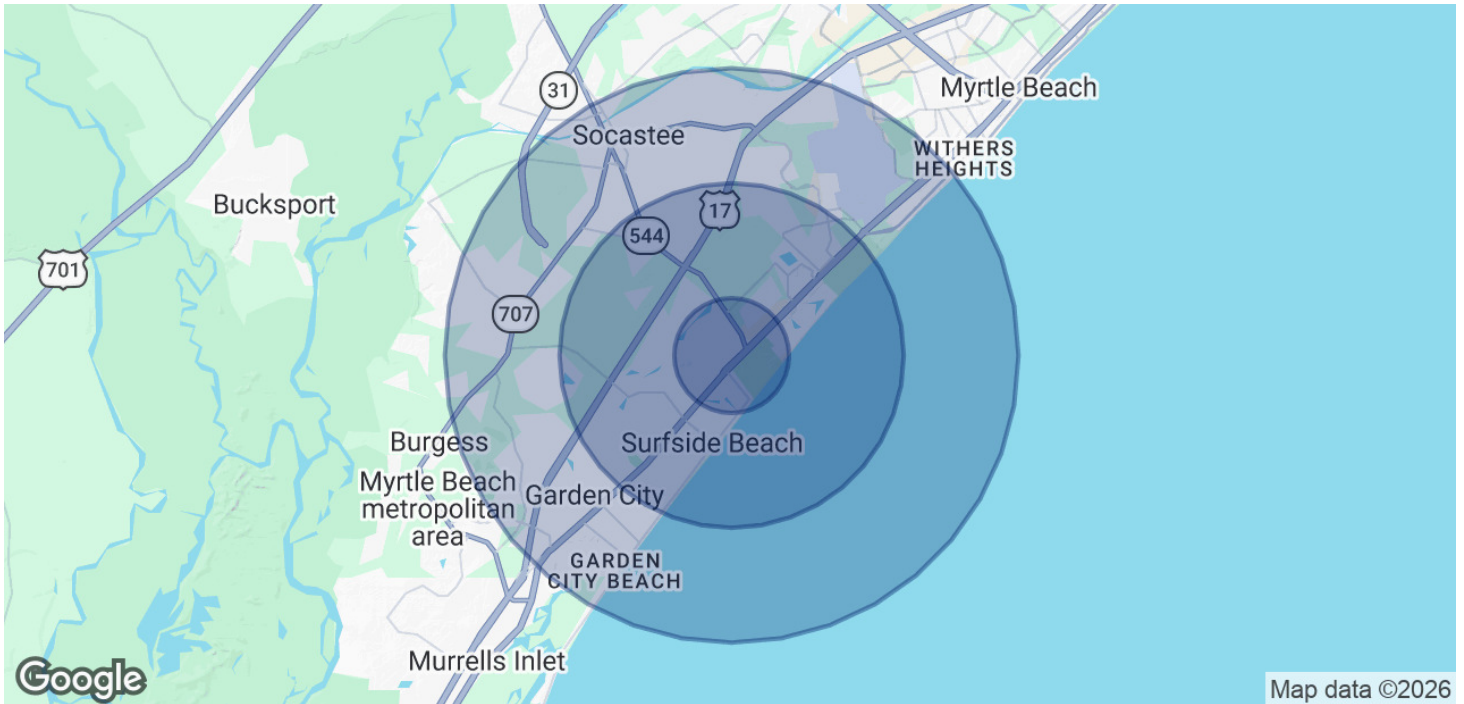 Myrtle Beach
31
Socastee
WITHERS
HEIGHTS
Bucksport
17
544
701
707
Burgess
Surfside Beach
Myrtle Beach
metropolitan
area
Garden City
GARDEN
CITY BEACH
Murrells Inlet
Google
Map data ©2026